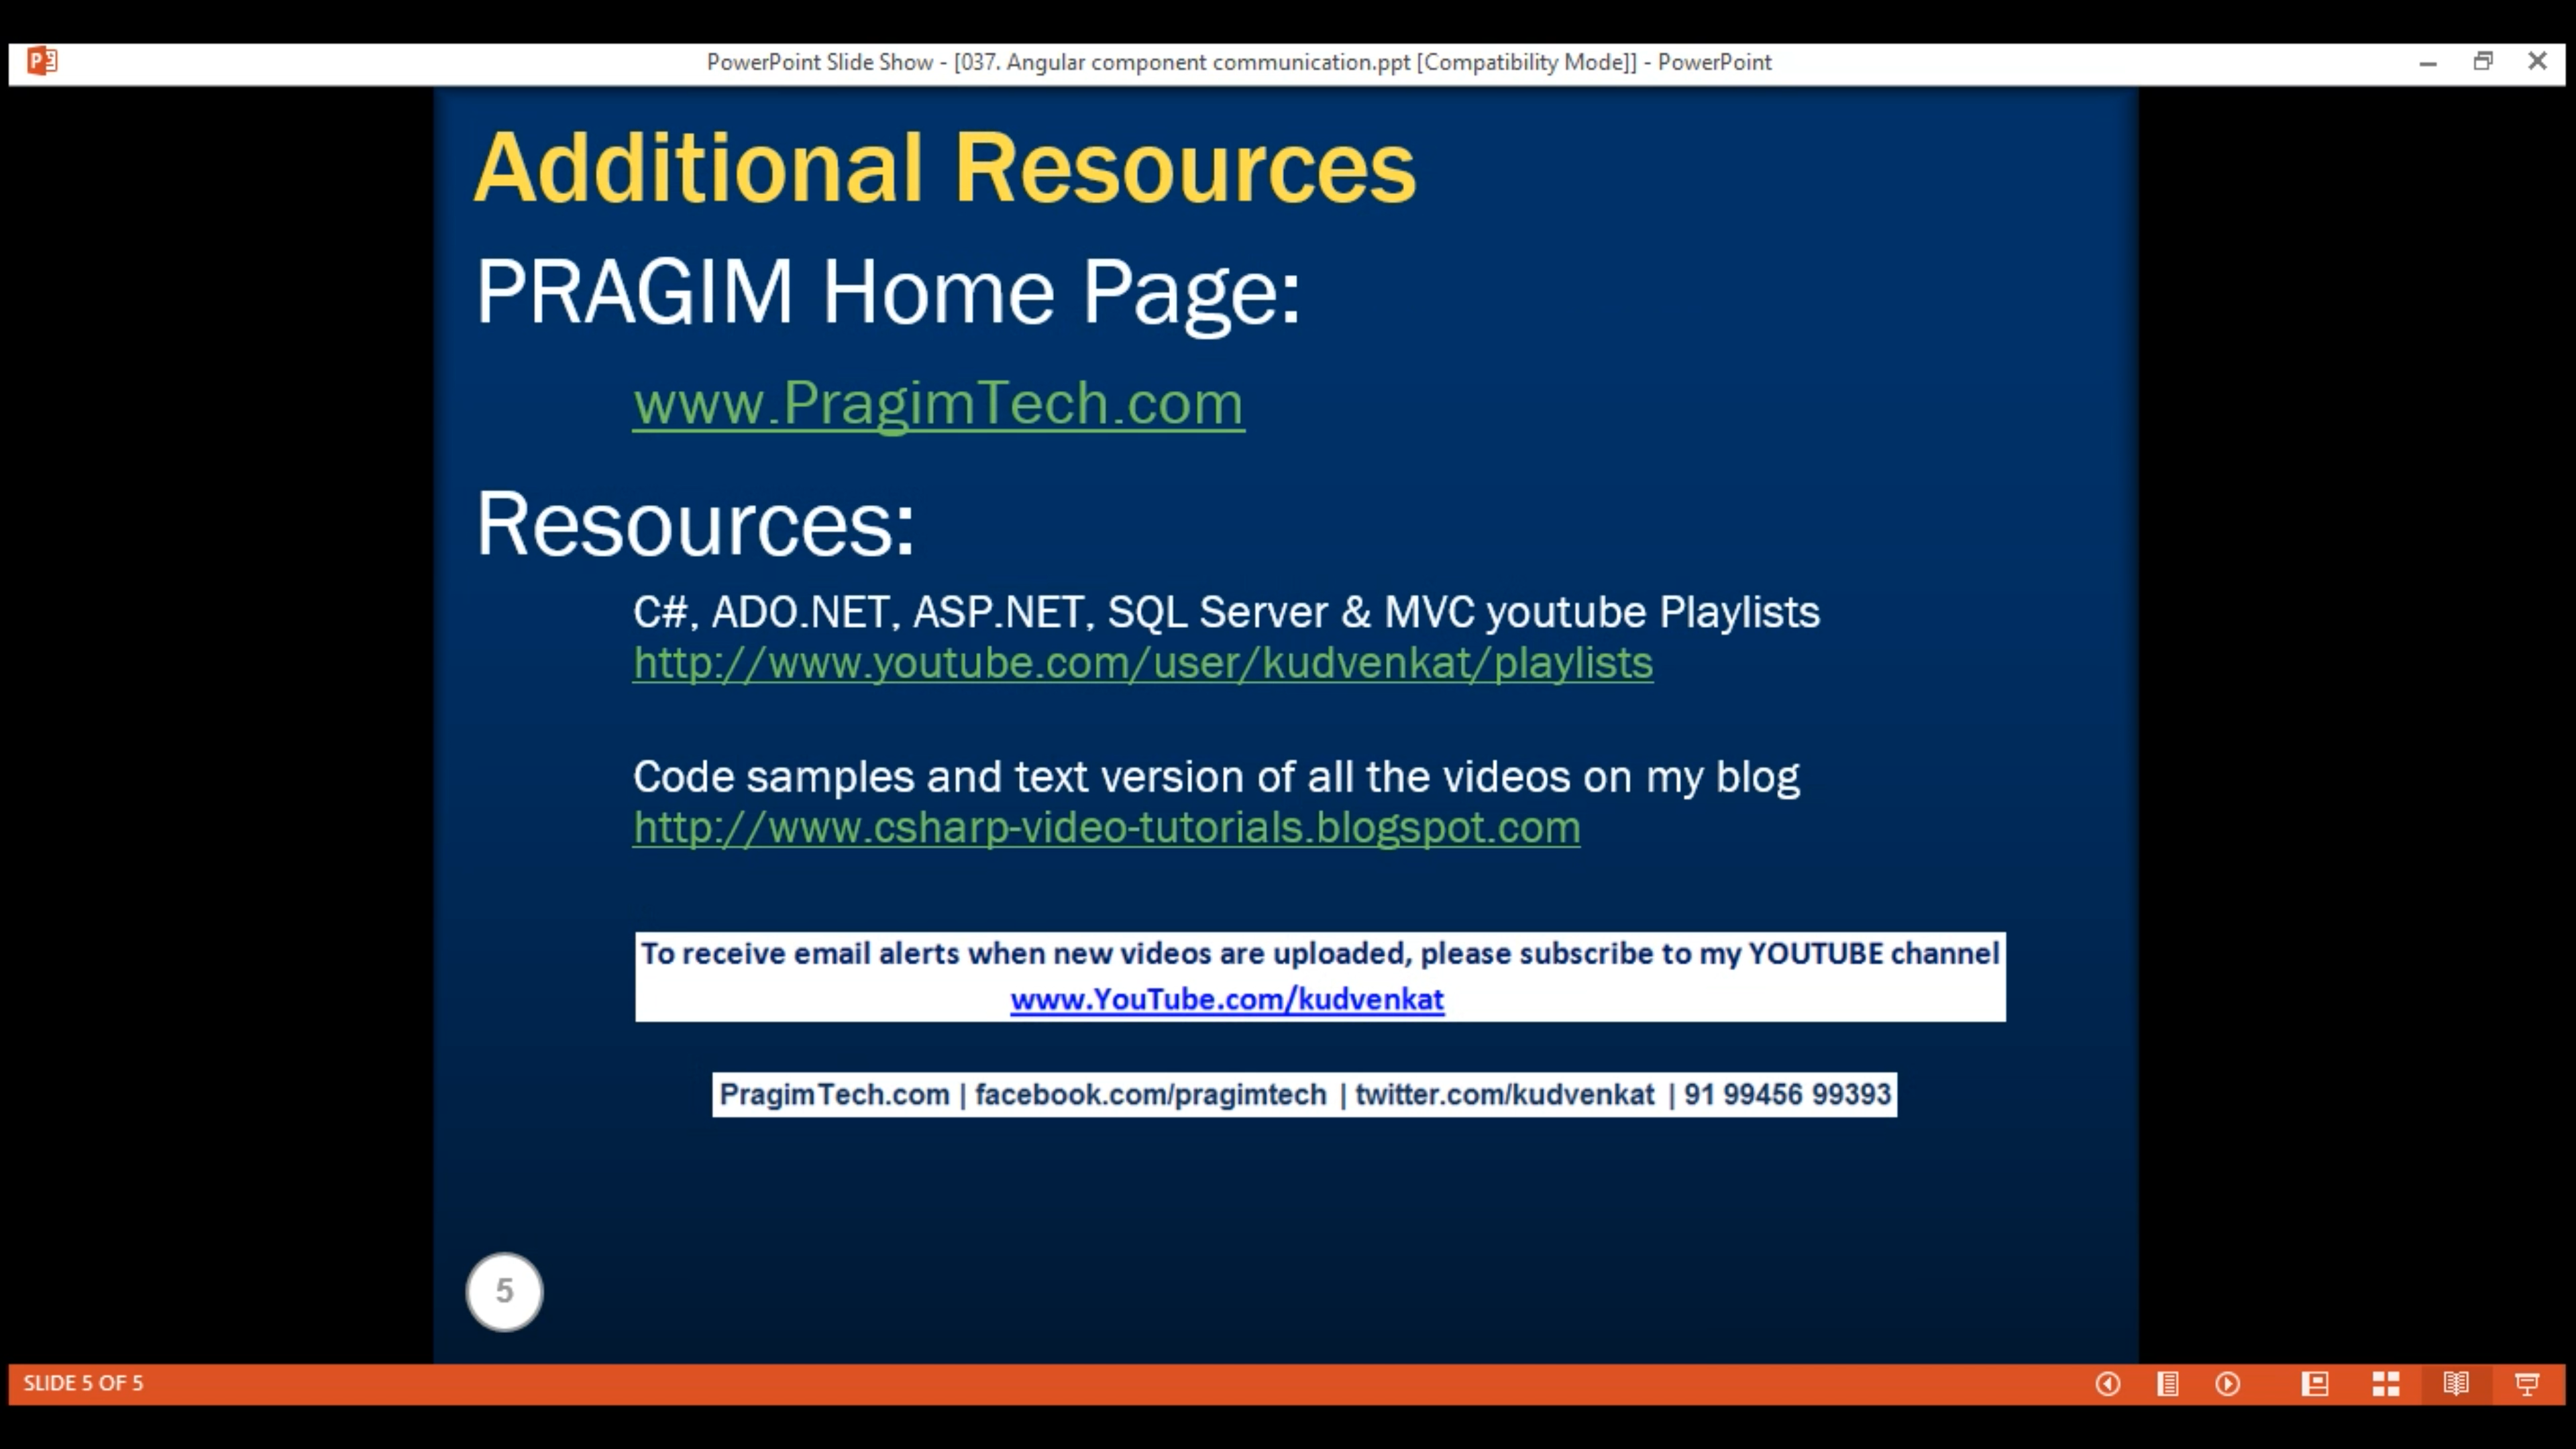 PowerPoint Slide Show - [037. Angular component communication.ppt [Compatibility Mode]] - PowerPoint
Additional Resources
PRAGIM Home Page:
www.PragimTech.com
Resources:
C#, ADO.NET, ASP.NET, SQL Server & MVC youtube Playlists
http://www.youtube.com/user/kudvenkat/playlists
Code samples and text version of all the videos on my blog
http://www.csharp-video-tutorials.blogspot.com
To receive email alerts when new videos are uploaded, please subscribe to my YOUTUBE channel
www.YouTube.com/kudvenkat
PragimTech.com | facebook.com/pragimtech | twitter.com/kudvenkat | 91 99456 99393
5
SLIDE 5 OF 5